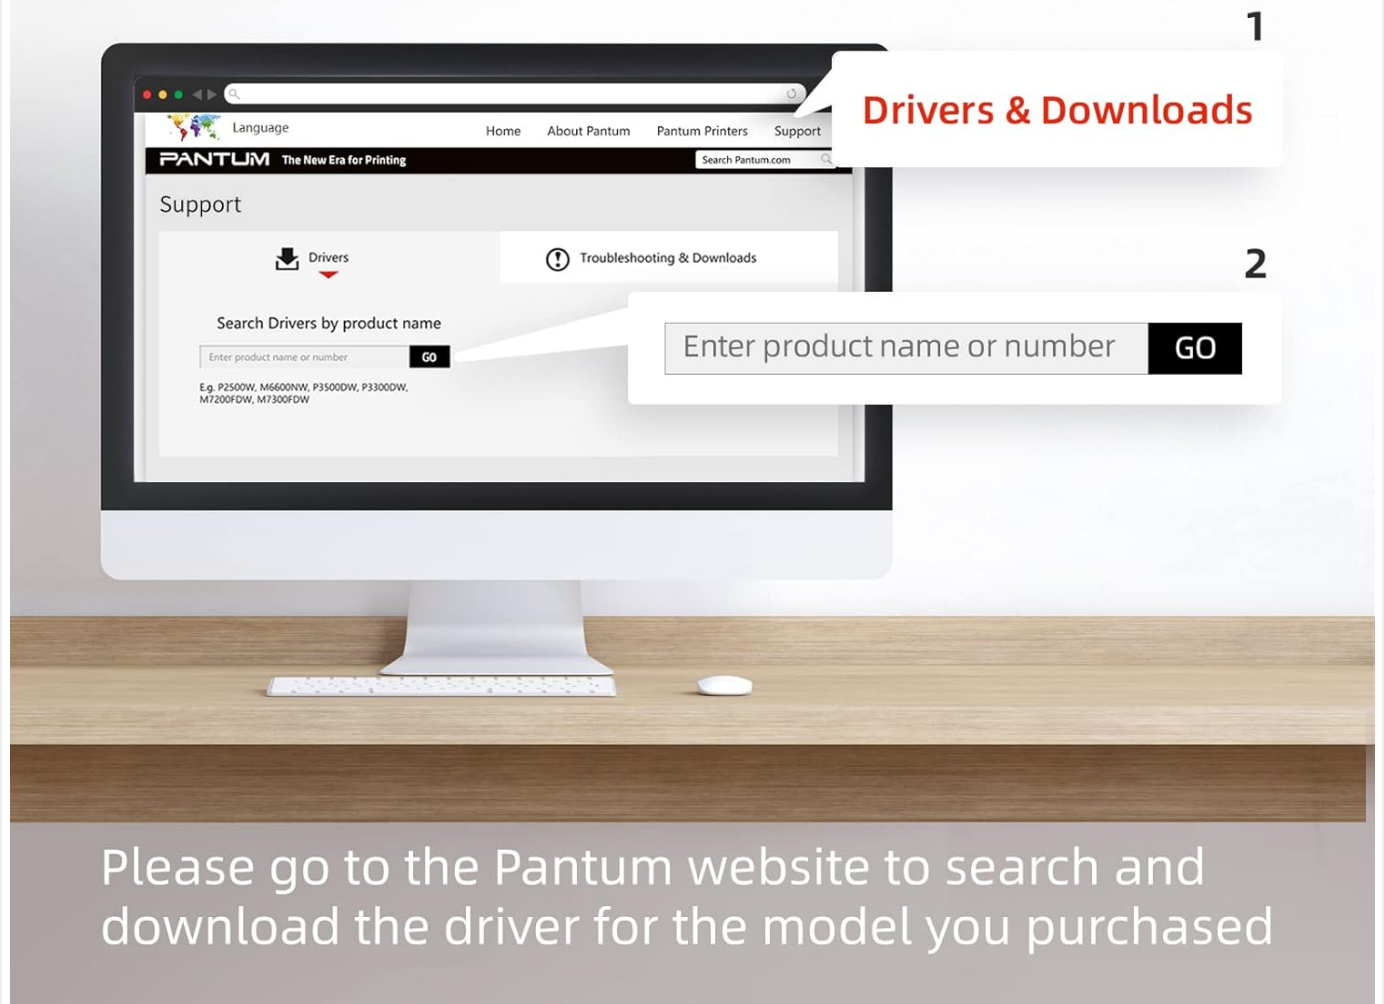 1
Drivers & Downloads
Language
Home About Pantum Pantum Printers Support
PANTUM The New Era for Printing
Search Pantum.com
Support
Drivers
Troubleshooting & Downloads
2
Search Drivers by product name
Enter product name or number GO
E.g. P2500W, M6600NW, P3500DW, P3300DW,
M7200FDW, M7300FDW
Enter product name or number GO
Please go to the Pantum website to search and
download the driver for the model you purchased